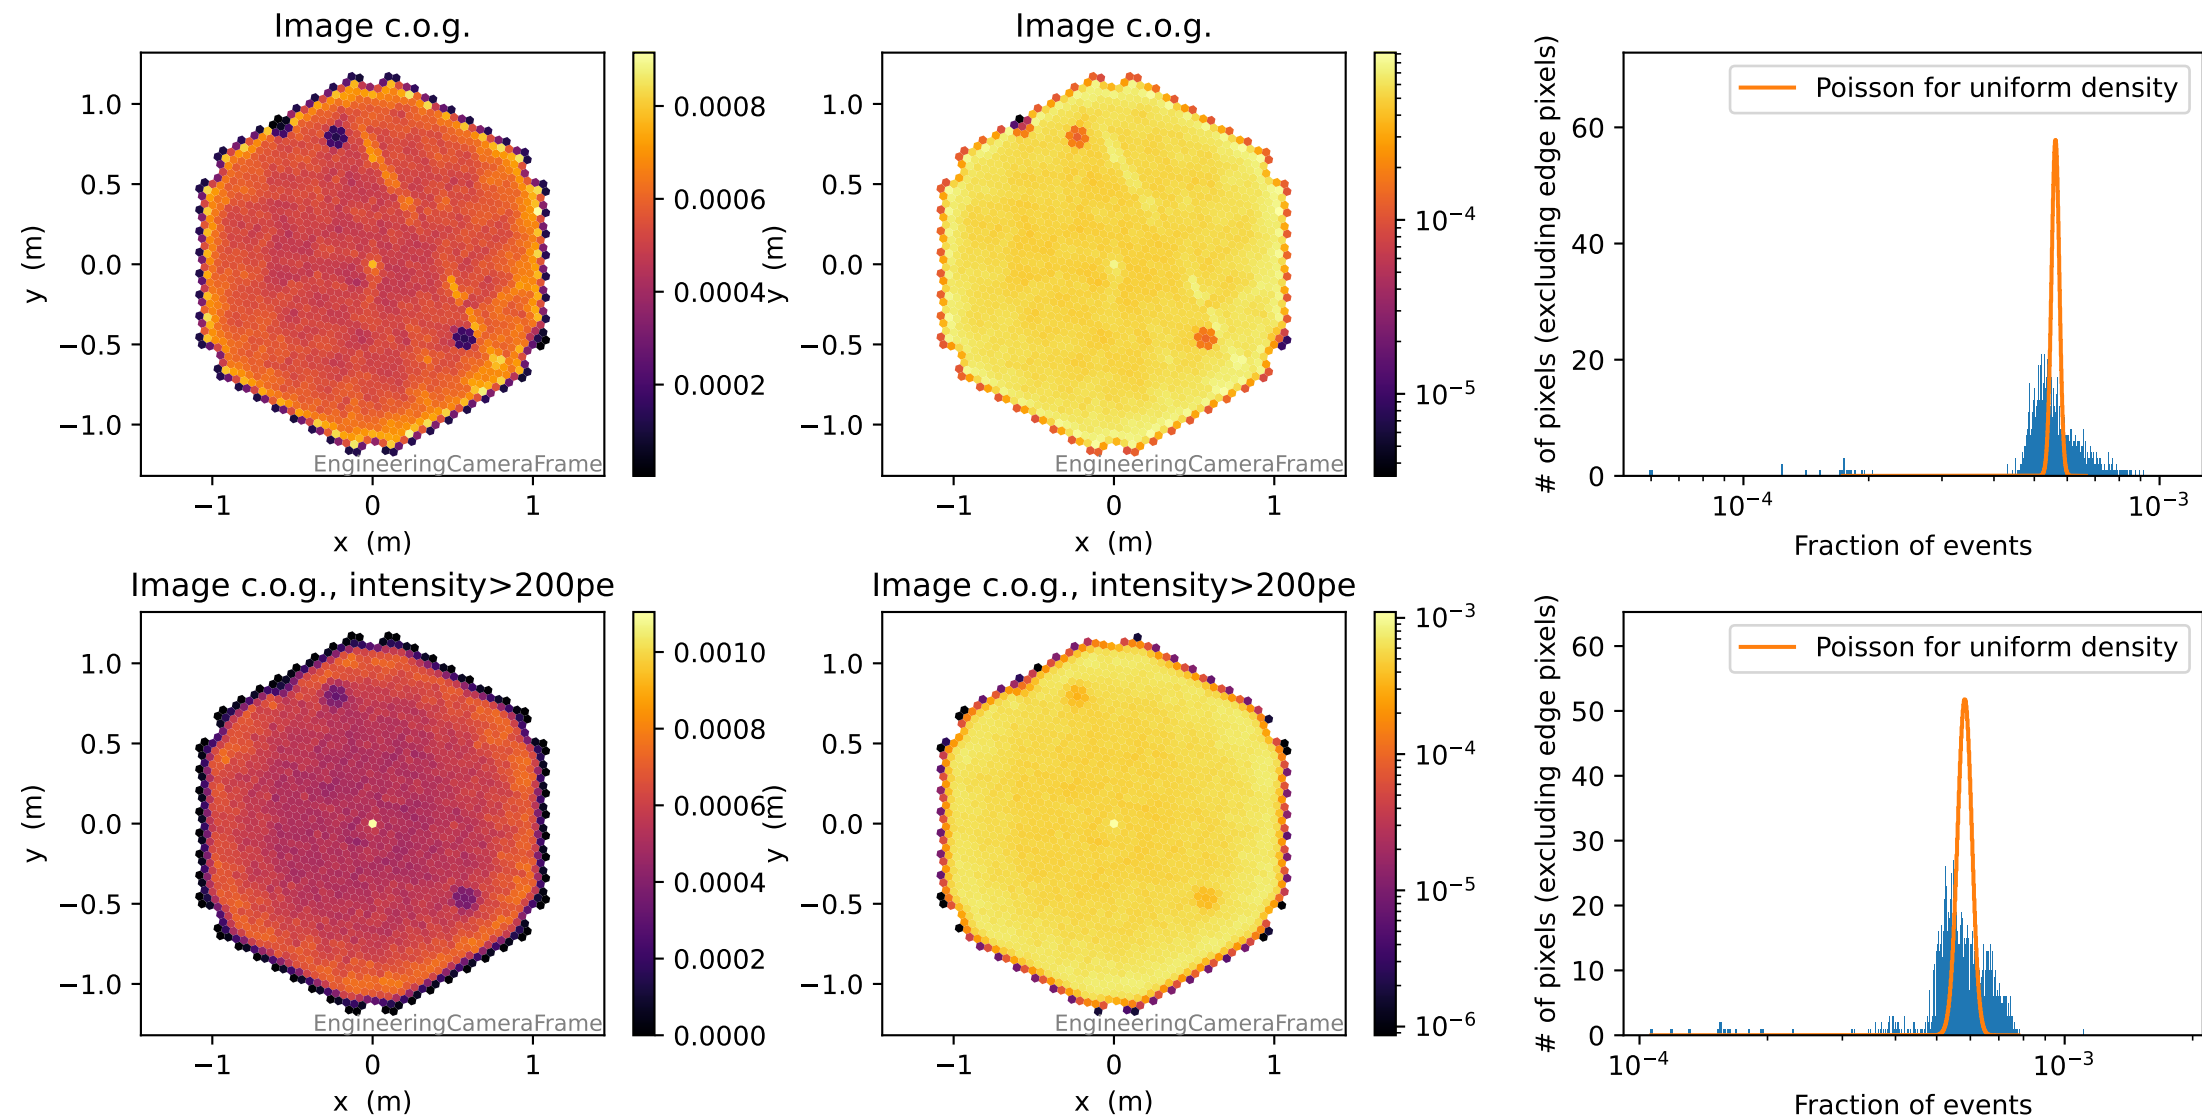 Image c.o.g.
1.0
0.5
0.0
−0.5
−1.0
y (m)
−1
0
1
x (m)
EngineeringCameraFrame
0.0008
0.0006
0.0004
0.0002
Image c.o.g.
1.0
0.5
0.0
−0.5
−1.0
y (m)
−1
0
1
x (m)
EngineeringCameraFrame
10⁻⁴
10⁻⁵
# of pixels (excluding edge pixels)
60
40
20
0
Poisson for uniform density
10⁻⁴
10⁻³
Fraction of events
Image c.o.g., intensity>200pe
1.0
0.5
0.0
−0.5
−1.0
y (m)
−1
0
1
x (m)
EngineeringCameraFrame
0.0010
0.0008
0.0006
0.0004
0.0002
0.0000
Image c.o.g., intensity>200pe
1.0
0.5
0.0
−0.5
−1.0
y (m)
−1
0
1
x (m)
EngineeringCameraFrame
10⁻³
10⁻⁴
10⁻⁵
10⁻⁶
# of pixels (excluding edge pixels)
60
50
40
30
20
10
0
Poisson for uniform density
10⁻⁴
10⁻³
Fraction of events